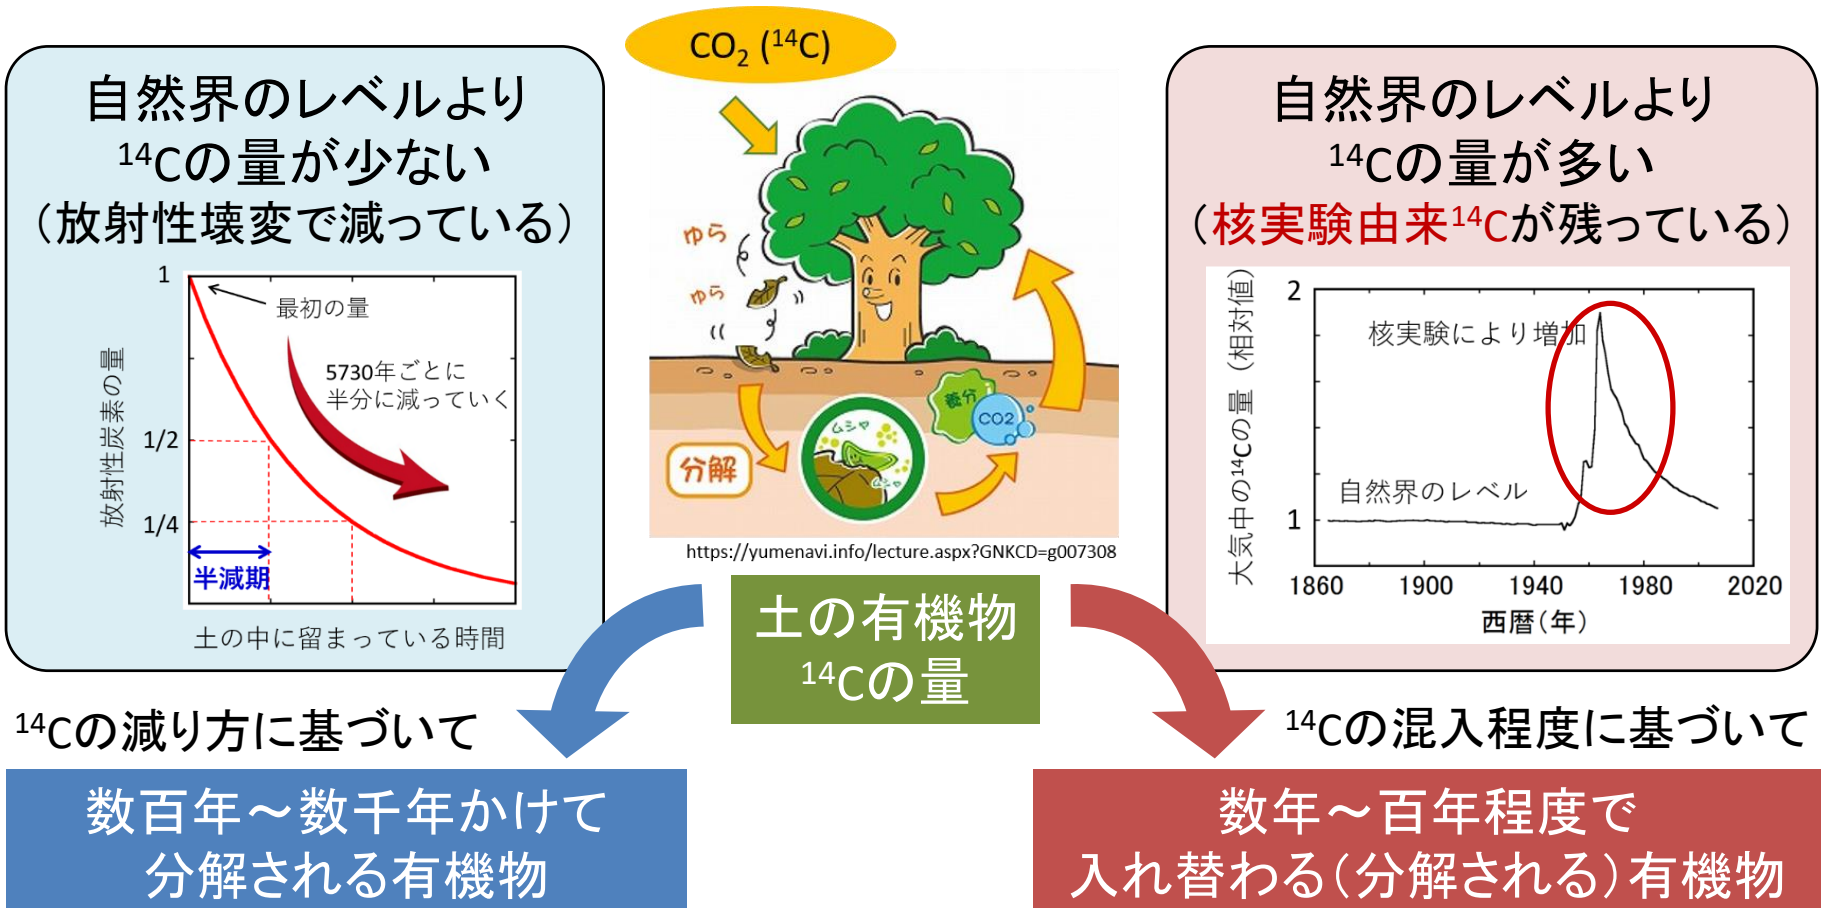 自然界のレベルより
¹⁴Cの量が少ない
（放射性壊変で減っている）
1
1/2
1/4
放射性炭素の量
最初の量
5730年ごとに
半分に減っていく
半減期
土の中に留まっている時間
CO₂ (¹⁴C)
ゆら
ゆら
分解
ムシャ
ムシャ
養分
CO2
https://yumenavi.info/lecture.aspx?GNKCD=g007308
自然界のレベルより
¹⁴Cの量が多い
（核実験由来¹⁴Cが残っている）
大気中の¹⁴Cの量（相対値）
2
1
核実験により増加
自然界のレベル
1860 1900 1940 1980 2020
西暦（年）
土の有機物
¹⁴Cの量
¹⁴Cの減り方に基づいて
数百年～数千年かけて
分解される有機物
¹⁴Cの混入程度に基づいて
数年～百年程度で
入れ替わる（分解される）有機物